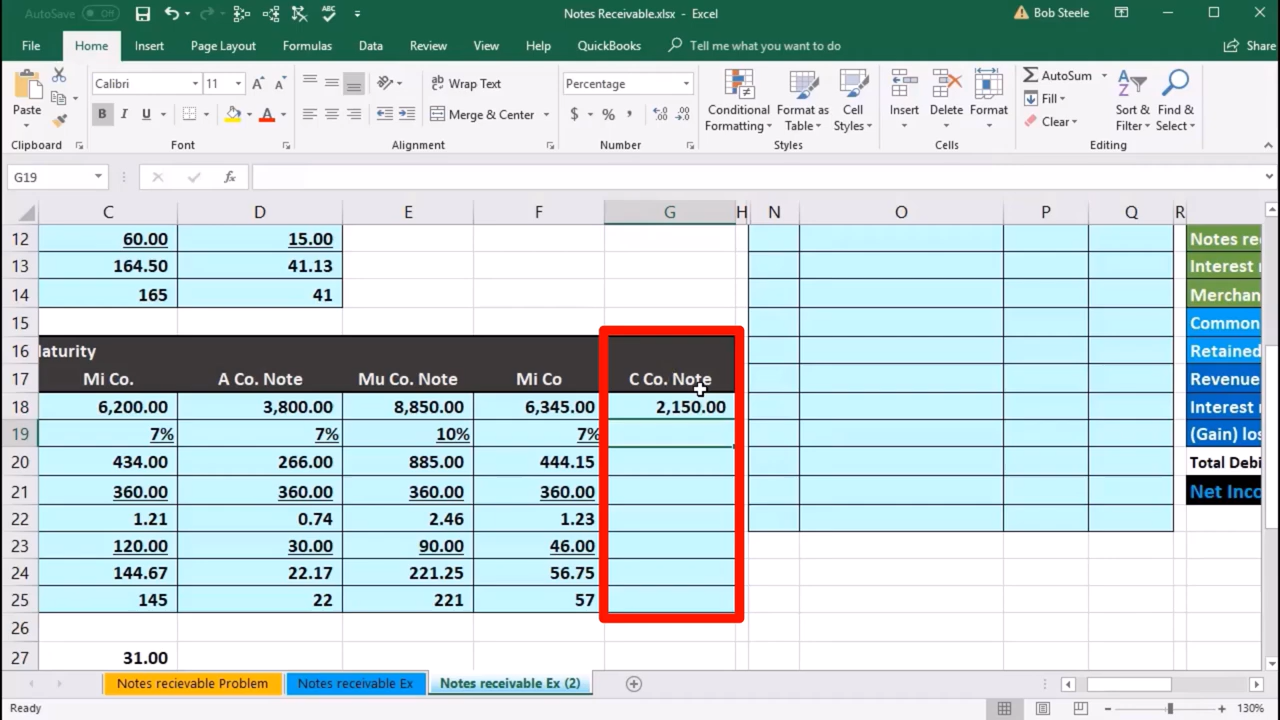 AutoSave Off Notes Receivable.xlsx - Excel Bob Steele
File Home Insert Page Layout Formulas Data Review View Help QuickBooks Tell me what you want to do Share
Paste Calibri 11 Wrap Text Percentage Conditional Formatting Format as Table Cell Styles Insert Delete Format AutoSum Sort & Filter Find & Select
B I U Merge & Center $ % Fill Clear
Clipboard Font Alignment Number Styles Cells Editing
G19 fx
C D E F G H N O P Q R
12 60.00 15.00 Notes re
13 164.50 41.13 Interest
14 165 41 Merchan
15 Common
16 laturity Retained
17 Mi Co. A Co. Note Mu Co. Note Mi Co C Co. Note Revenue
18 6,200.00 3,800.00 8,850.00 6,345.00 2,150.00 Interest
19 7% 7% 10% 7% (Gain) los
20 434.00 266.00 885.00 444.15 Total Debi
21 360.00 360.00 360.00 360.00 Net Inco
22 1.21 0.74 2.46 1.23
23 120.00 30.00 90.00 46.00
24 144.67 22.17 221.25 56.75
25 145 22 221 57
26
27 31.00
Notes recievable Problem Notes receivable Ex Notes receivable Ex (2)
Ready 130%